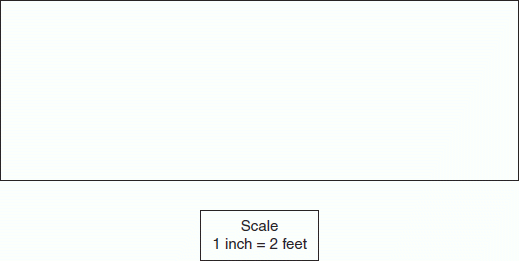 Scale
1 inch = 2 feet